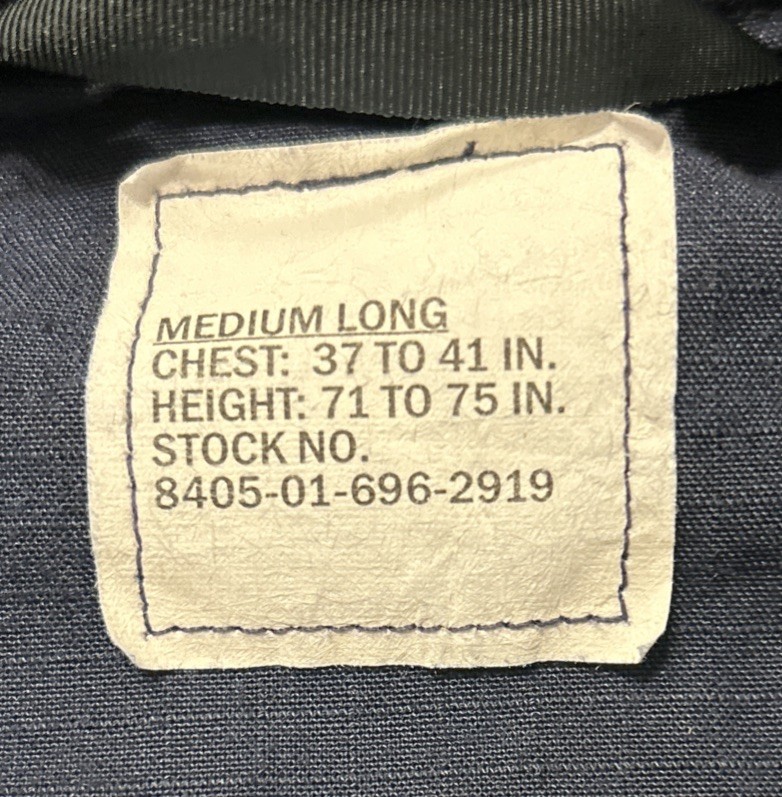 MEDIUM LONG
CHEST: 37 TO 41 IN.
HEIGHT: 71 TO 75 IN.
STOCK NO.
8405-01-696-2919